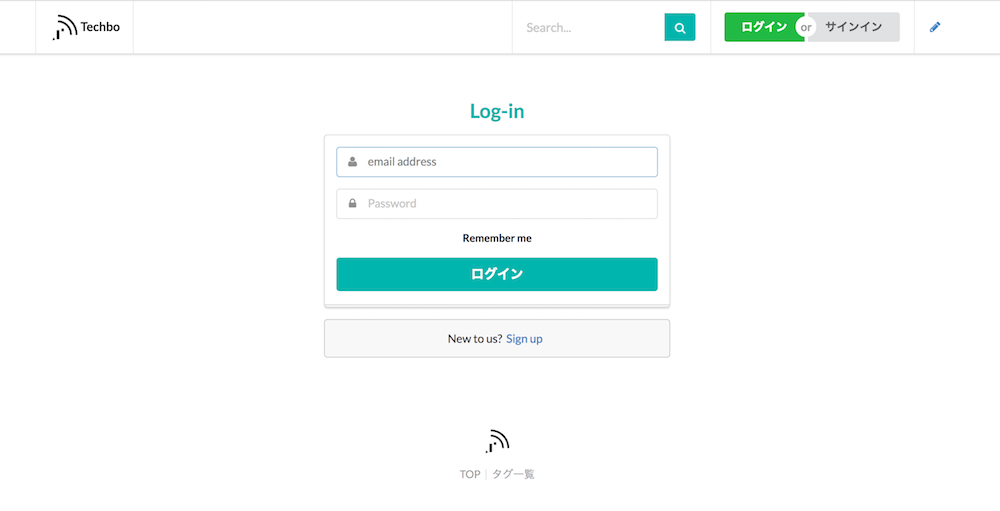 Techbo
Search...
ログイン or サインイン
Log-in
email address
Password
Remember me
ログイン
New to us? Sign up
TOP | タグ一覧